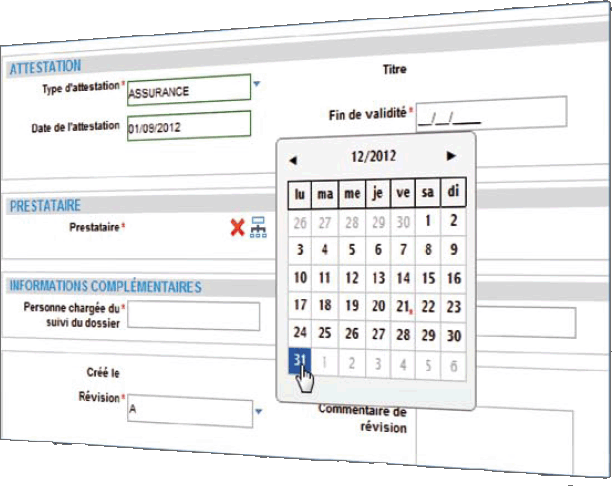 ATTESTATION
Titre
Type d'attestation* ASSURANCE
Fin de validité* __/__/____
Date de l'attestation 01/09/2012
12/2012
lu ma me je ve sa di
26 27 28 29 30 1 2
3 4 5 6 7 8 9
10 11 12 13 14 15 16
17 18 19 20 21 22 23
24 25 26 27 28 29 30
31 1 2 3 4 5 6
PRESTATAIRE
Prestataire*
INFORMATIONS COMPLÉMENTAIRES
Personne chargée du*
suivi du dossier
Créé le
Révision* A
Commentaire de
révision